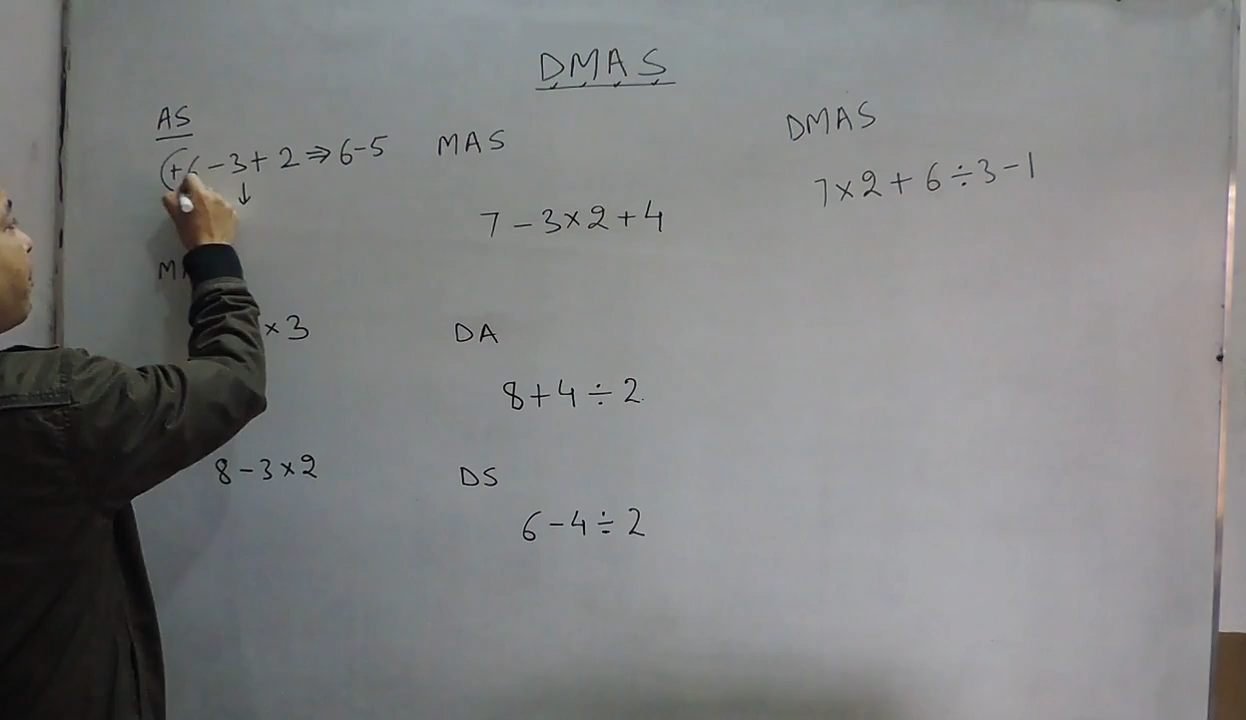 DMAS
AS
(+6-3+2⇒6-5
↓
×3
8-3×2
MAS
7-3×2+4
DA
8+4÷2
DS
6-4÷2
DMAS
7×2+6÷3-1